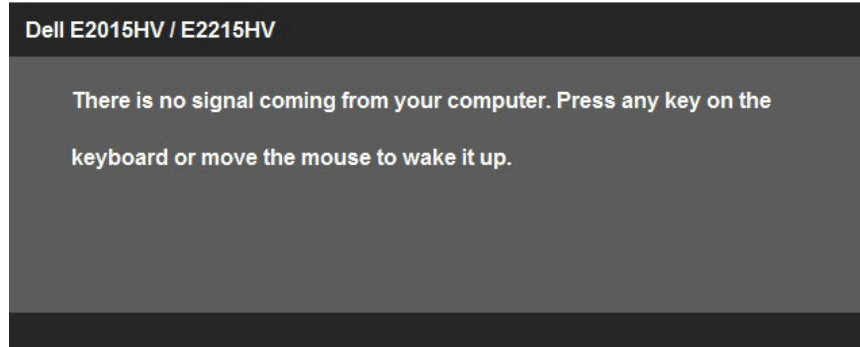 Dell E2015HV / E2215HV
There is no signal coming from your computer. Press any key on the
keyboard or move the mouse to wake it up.